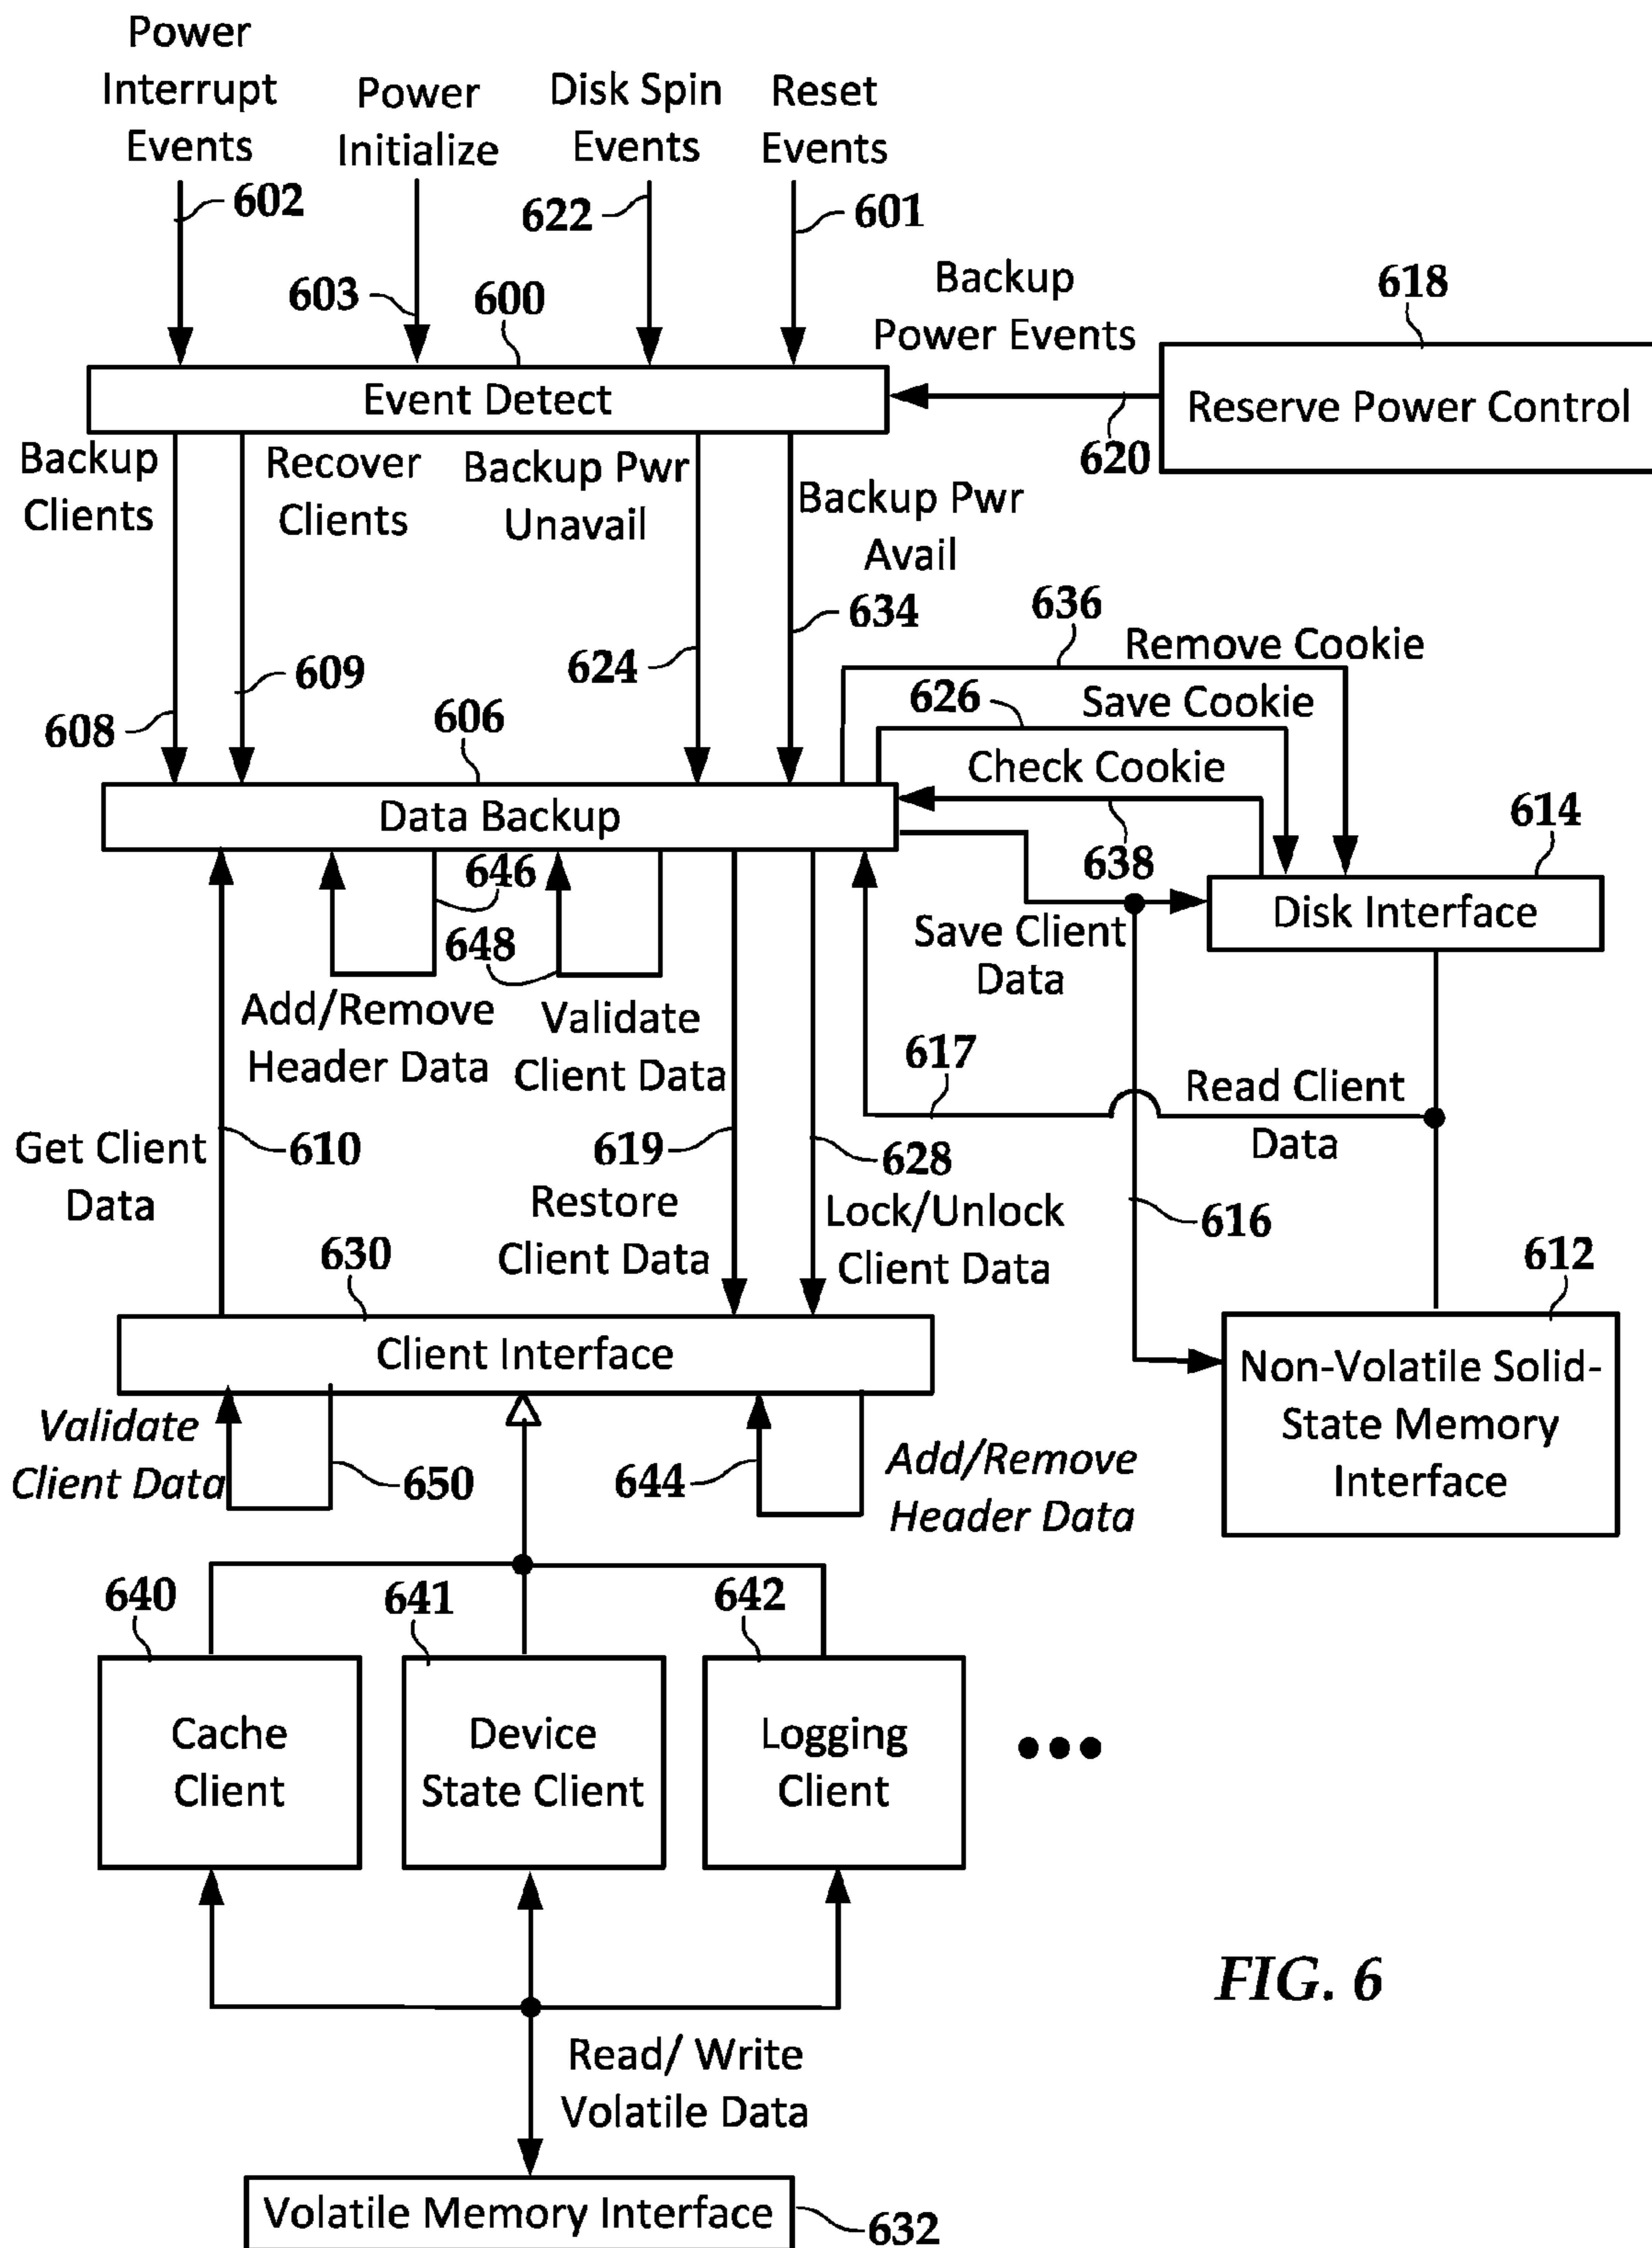 Power
Interrupt
Events
Power
Initialize
Disk Spin
Events
Reset
Events
602
603
622
601
600
Backup
Power Events
618
Event Detect
Reserve Power Control
620
Backup
Clients
Recover
Clients
Backup Pwr
Unavail
Backup Pwr
Avail
634
636
Remove Cookie
609
624
626
Save Cookie
608
606
Check Cookie
Data Backup
638
614
646
648
Save Client
Data
Disk Interface
Add/Remove
Header Data
Validate
Client Data
617
Read Client
Data
Get Client
Data
610
619
628
Restore
Client Data
Lock/Unlock
Client Data
616
630
612
Client Interface
Non-Volatile Solid-
State Memory
Interface
Validate
Client Data
650
644
Add/Remove
Header Data
640
641
642
Cache
Client
Device
State Client
Logging
Client
•••
FIG. 6
Read/ Write
Volatile Data
Volatile Memory Interface
632